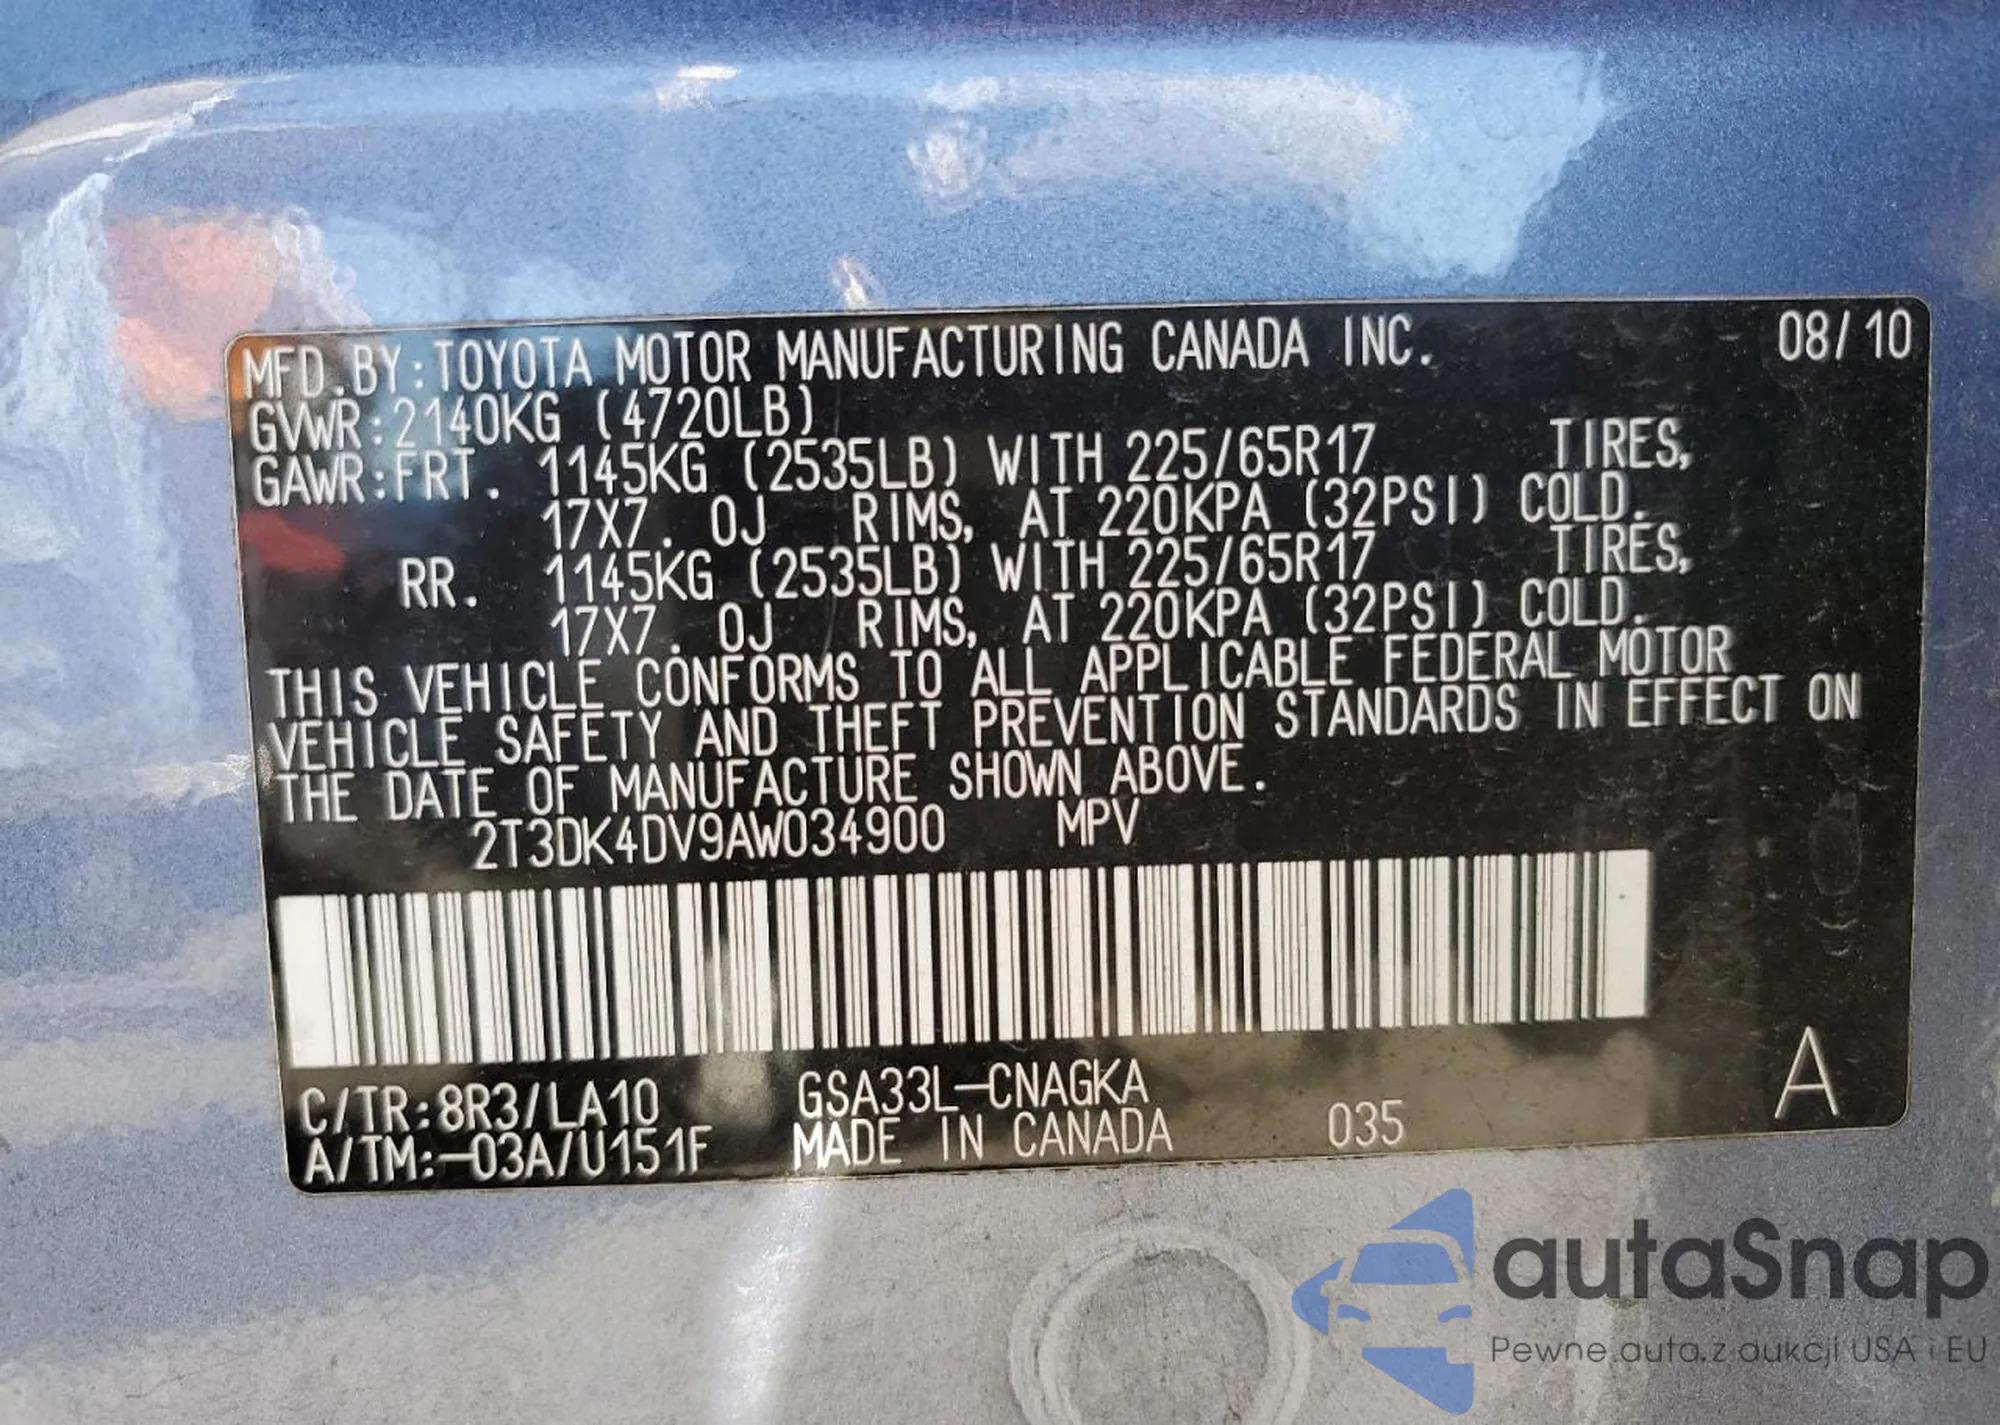 MFD.BY:TOYOTA MOTOR MANUFACTURING CANADA INC. 08/10
GVWR:2140KG (4720LB)
GAWR:FRT. 1145KG (2535LB) WITH 225/65R17 TIRES,
17X7. 0J RIMS, AT 220KPA (32PSI) COLD.
RR. 1145KG (2535LB) WITH 225/65R17 TIRES,
17X7. 0J RIMS, AT 220KPA (32PSI) COLD.
THIS VEHICLE CONFORMS TO ALL APPLICABLE FEDERAL MOTOR
VEHICLE SAFETY AND THEFT PREVENTION STANDARDS IN EFFECT ON
THE DATE OF MANUFACTURE SHOWN ABOVE.
2T3DK4DV9AW034900 MPV
C/TR:8R3/LA10 GSA33L-CNAGKA A
A/TM:-03A/U151F MADE IN CANADA 035
autaSnap
Pewne.auta.z aukcji USA i EU